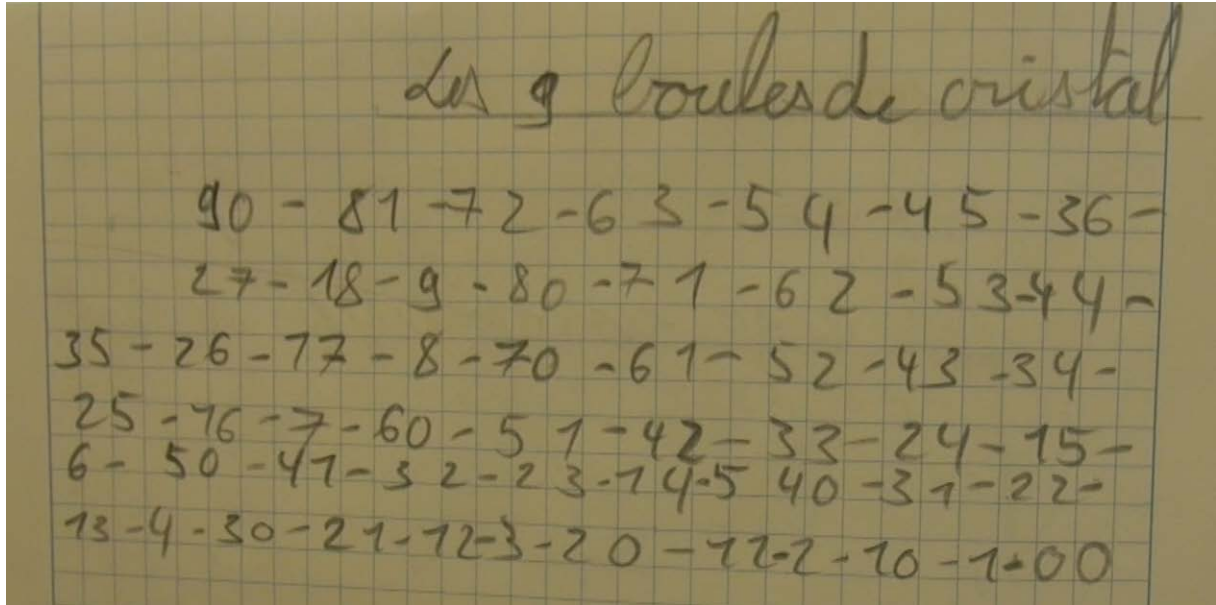 Les 9 boules de cristal
90 - 81 - 72 - 63 - 54 - 45 - 36 -
27 - 18 - 9 - 80 - 71 - 62 - 53 - 44 -
35 - 26 - 17 - 8 - 70 - 61 - 52 - 43 - 34 -
25 - 16 - 7 - 60 - 51 - 42 - 33 - 24 - 15 -
6 - 50 - 41 - 32 - 23 - 14 - 5 40 - 31 - 22 -
13 - 4 - 30 - 21 - 12 - 3 - 20 - 11 - 2 - 10 - 1 - 00